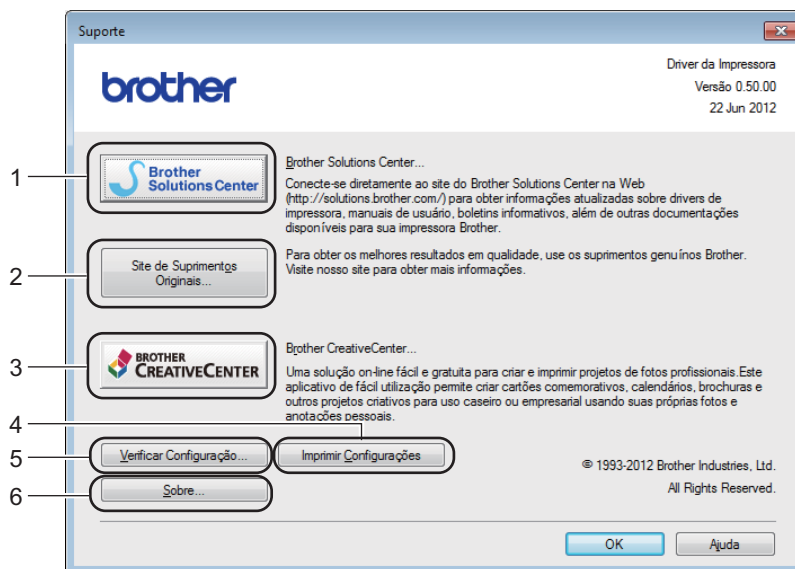 Suporte
brother
Driver da Impressora
Versão 0.50.00
22 Jun 2012
1
Brother
Solutions Center
Brother Solutions Center...
Conecte-se diretamente ao site do Brother Solutions Center na Web
(http://solutions.brother.com/) para obter informações atualizadas sobre drivers de
impressora, manuais de usuário, boletins informativos, além de outras documentações
disponíveis para sua impressora Brother.
2
Site de Suprimentos
Originais...
Para obter os melhores resultados em qualidade, use os suprimentos genuínos Brother.
Visite nosso site para obter mais informações.
3
BROTHER
CREATIVECENTER
Brother CreativeCenter...
Uma solução on-line fácil e gratuita para criar e imprimir projetos de fotos profissionais.Este
aplicativo de fácil utilização permite criar cartões comemorativos, calendários, brochuras e
outros projetos criativos para uso caseiro ou empresarial usando suas próprias fotos e
anotações pessoais.
4
5
Verificar Configuração...
Imprimir Configurações
© 1993-2012 Brother Industries, Ltd.
6
Sobre...
All Rights Reserved.
OK
Ajuda